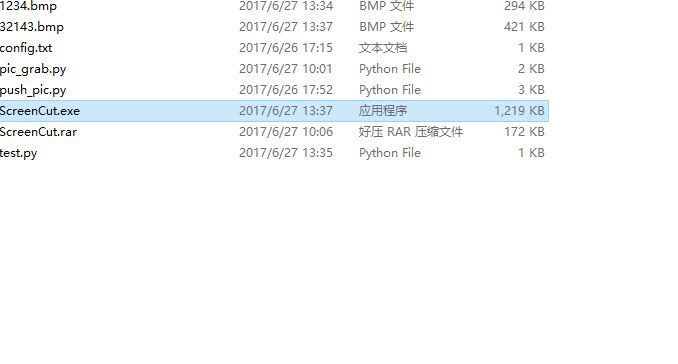 1234.bmp 2017/6/27 13:34 BMP 文件 294 KB
32143.bmp 2017/6/27 13:37 BMP 文件 421 KB
config.txt 2017/6/26 17:15 文本文档 1 KB
pic_grab.py 2017/6/27 10:01 Python File 2 KB
push_pic.py 2017/6/26 17:52 Python File 3 KB
ScreenCut.exe 2017/6/27 13:37 应用程序 1,219 KB
ScreenCut.rar 2017/6/27 10:06 好压 RAR 压缩文件 172 KB
test.py 2017/6/27 13:35 Python File 1 KB